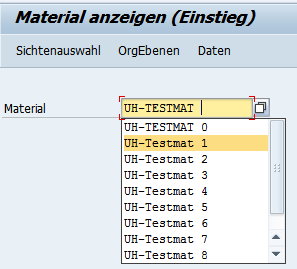 Material anzeigen (Einstieg)
Sichtenauswahl OrgEbenen Daten
Material UH-TESTMAT
UH-TESTMAT 0
UH-Testmat 1
UH-Testmat 2
UH-Testmat 3
UH-Testmat 4
UH-Testmat 5
UH-Testmat 6
UH-Testmat 7
UH-Testmat 8